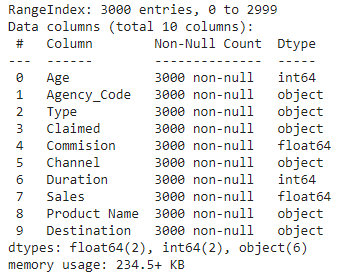 RangeIndex: 3000 entries, 0 to 2999
Data columns (total 10 columns):
 #   Column        Non-Null Count  Dtype
---  ------        --------------  -----
 0   Age           3000 non-null   int64
 1   Agency_Code   3000 non-null   object
 2   Type          3000 non-null   object
 3   Claimed       3000 non-null   object
 4   Commision     3000 non-null   float64
 5   Channel       3000 non-null   object
 6   Duration      3000 non-null   int64
 7   Sales         3000 non-null   float64
 8   Product Name  3000 non-null   object
 9   Destination   3000 non-null   object
dtypes: float64(2), int64(2), object(6)
memory usage: 234.5+ KB